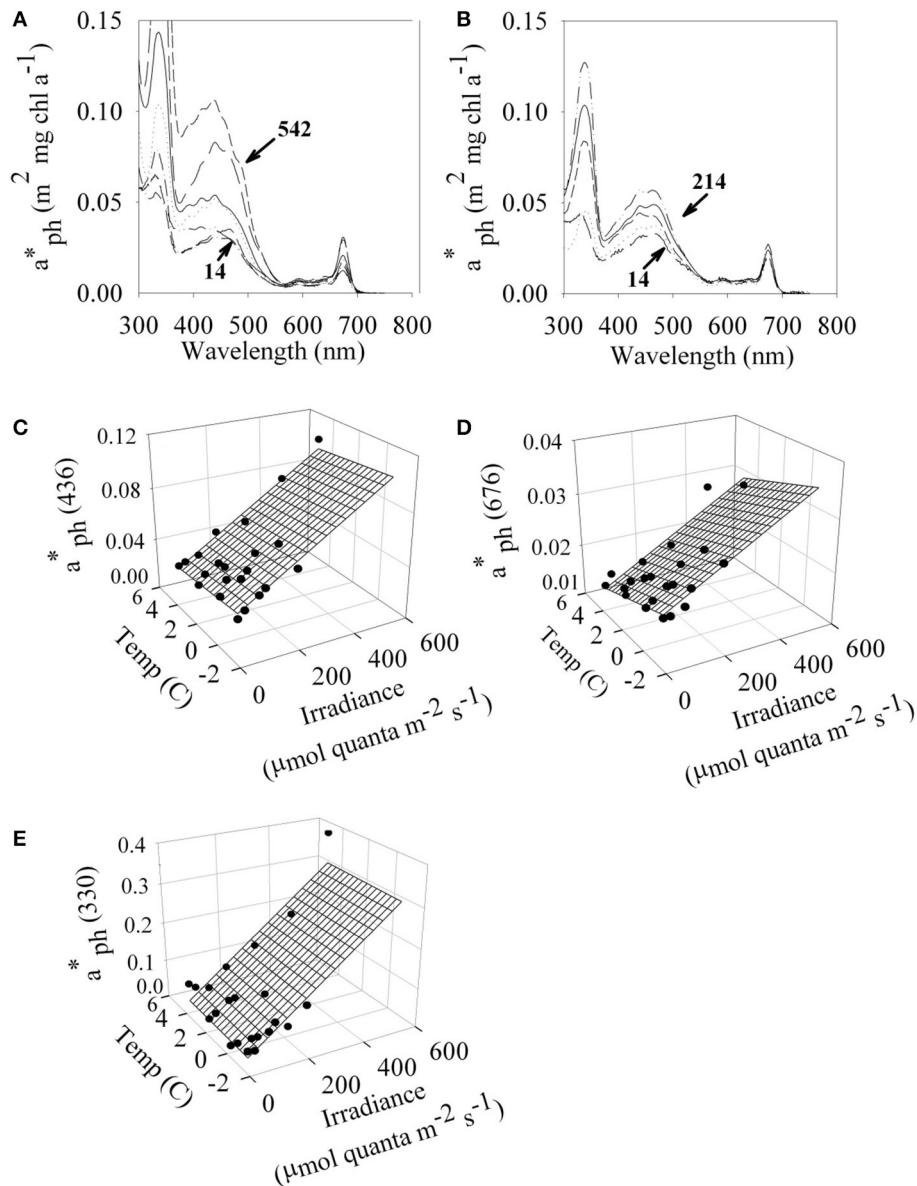 A
B
a*ph (m2 mg chl a-1)
0.15
0.10
0.05
0.00
542
14
300 400 500 600 700 800
Wavelength (nm)
a*ph (m2 mg chl a-1)
0.15
0.10
0.05
0.00
214
14
300 400 500 600 700 800
Wavelength (nm)
C
a*ph (436)
0.12
0.08
0.04
0.00
6
4
2
0
-2
Temp (C)
0
200
400
600
Irradiance
(μmol quanta m-2 s-1)
D
a*ph (676)
0.04
0.03
0.02
0.01
6
4
2
0
-2
Temp (C)
0
200
400
600
Irradiance
(μmol quanta m-2 s-1)
E
a*ph (330)
0.4
0.3
0.2
0.1
0.0
6
4
2
0
-2
Temp (C)
0
200
400
600
Irradiance
(μmol quanta m-2 s-1)